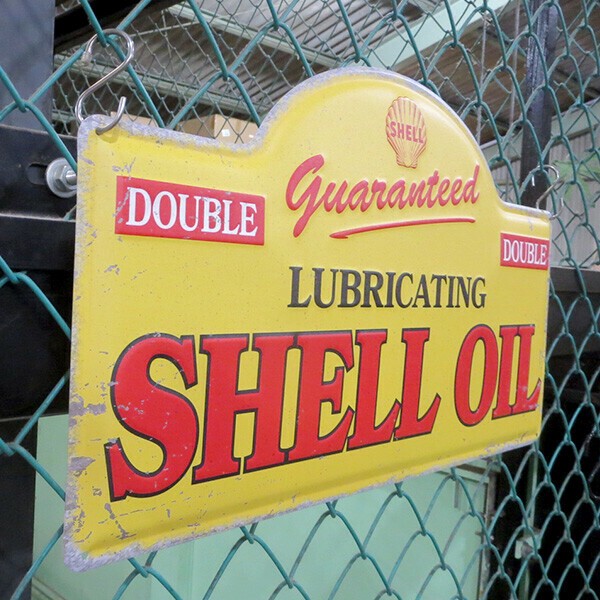 SHELL
Guaranteed
DOUBLE
DOUBLE
LUBRICATING
SHELL OIL